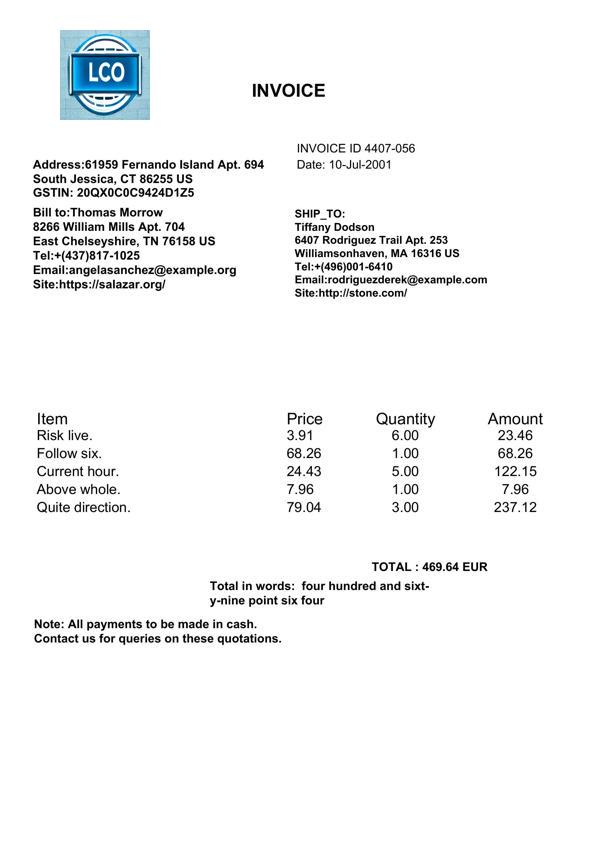 LCO
INVOICE
INVOICE ID 4407-056
Date: 10-Jul-2001
Address:61959 Fernando Island Apt. 694
South Jessica, CT 86255 US
GSTIN: 20QX0C0C9424D1Z5
Bill to:Thomas Morrow
8266 William Mills Apt. 704
East Chelseyshire, TN 76158 US
Tel:+(437)817-1025
Email:angelasanchez@example.org
Site:https://salazar.org/
SHIP_TO:
Tiffany Dodson
6407 Rodriguez Trail Apt. 253
Williamsonhaven, MA 16316 US
Tel:+(496)001-6410
Email:rodriguezderek@example.com
Site:http://stone.com/
Item Price Quantity Amount
Risk live. 3.91 6.00 23.46
Follow six. 68.26 1.00 68.26
Current hour. 24.43 5.00 122.15
Above whole. 7.96 1.00 7.96
Quite direction. 79.04 3.00 237.12
TOTAL : 469.64 EUR
Total in words:  four hundred and sixt-
y-nine point six four
Note: All payments to be made in cash.
Contact us for queries on these quotations.